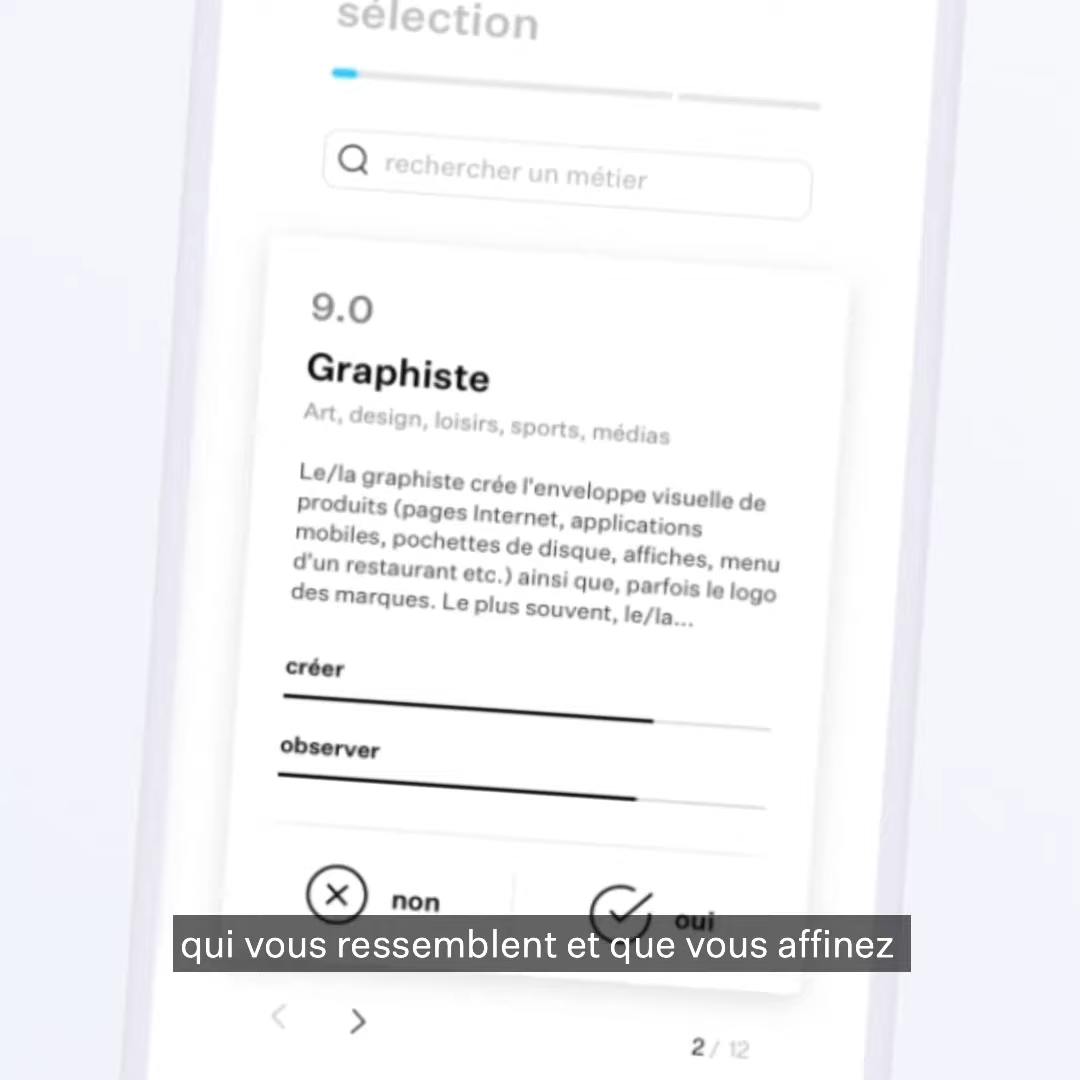 sélection
rechercher un métier
9.0
Graphiste
Art, design, loisirs, sports, médias
Le/la graphiste crée l'enveloppe visuelle de
produits (pages Internet, applications
mobiles, pochettes de disque, affiches, menu
d'un restaurant etc.) ainsi que, parfois le logo
des marques. Le plus souvent, le/la...
créer
observer
non
oui
qui vous ressemblent et que vous affinez
2 / 12